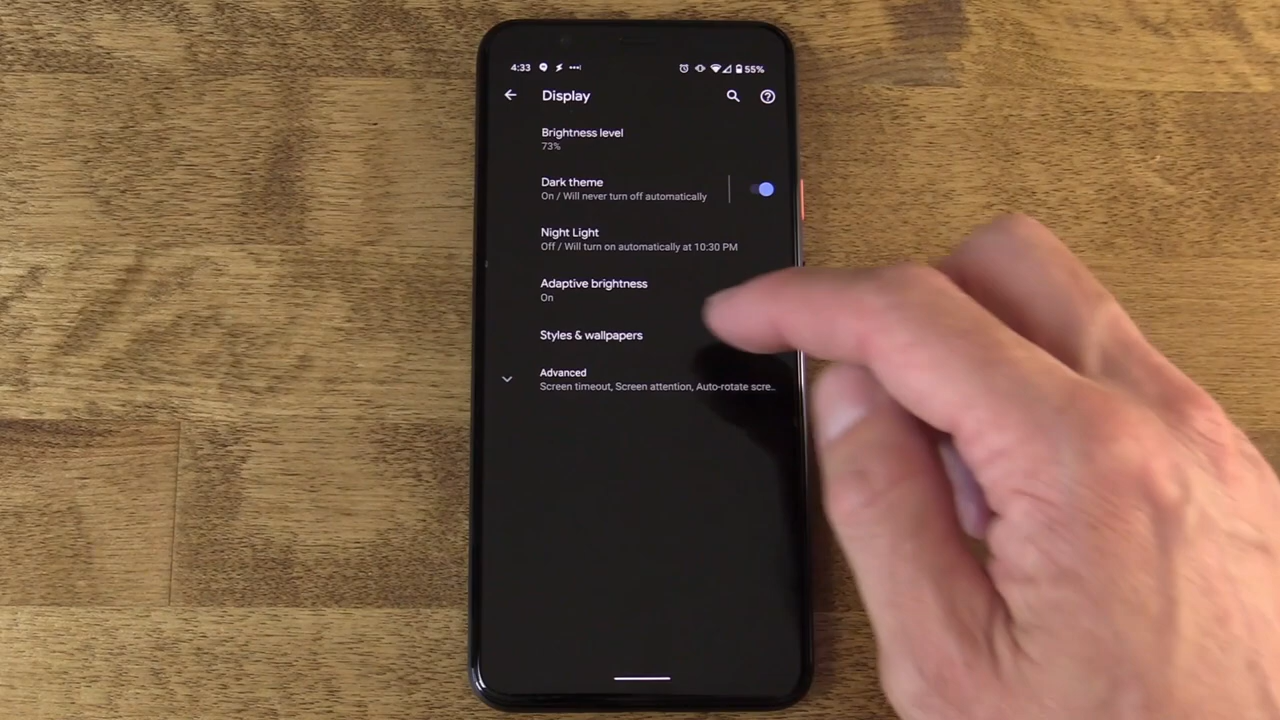 4:33
55%
Display
Brightness level
73%
Dark theme
On / Will never turn off automatically
Night Light
Off / Will turn on automatically at 10:30 PM
Adaptive brightness
On
Styles & wallpapers
Advanced
Screen timeout, Screen attention, Auto-rotate scre..